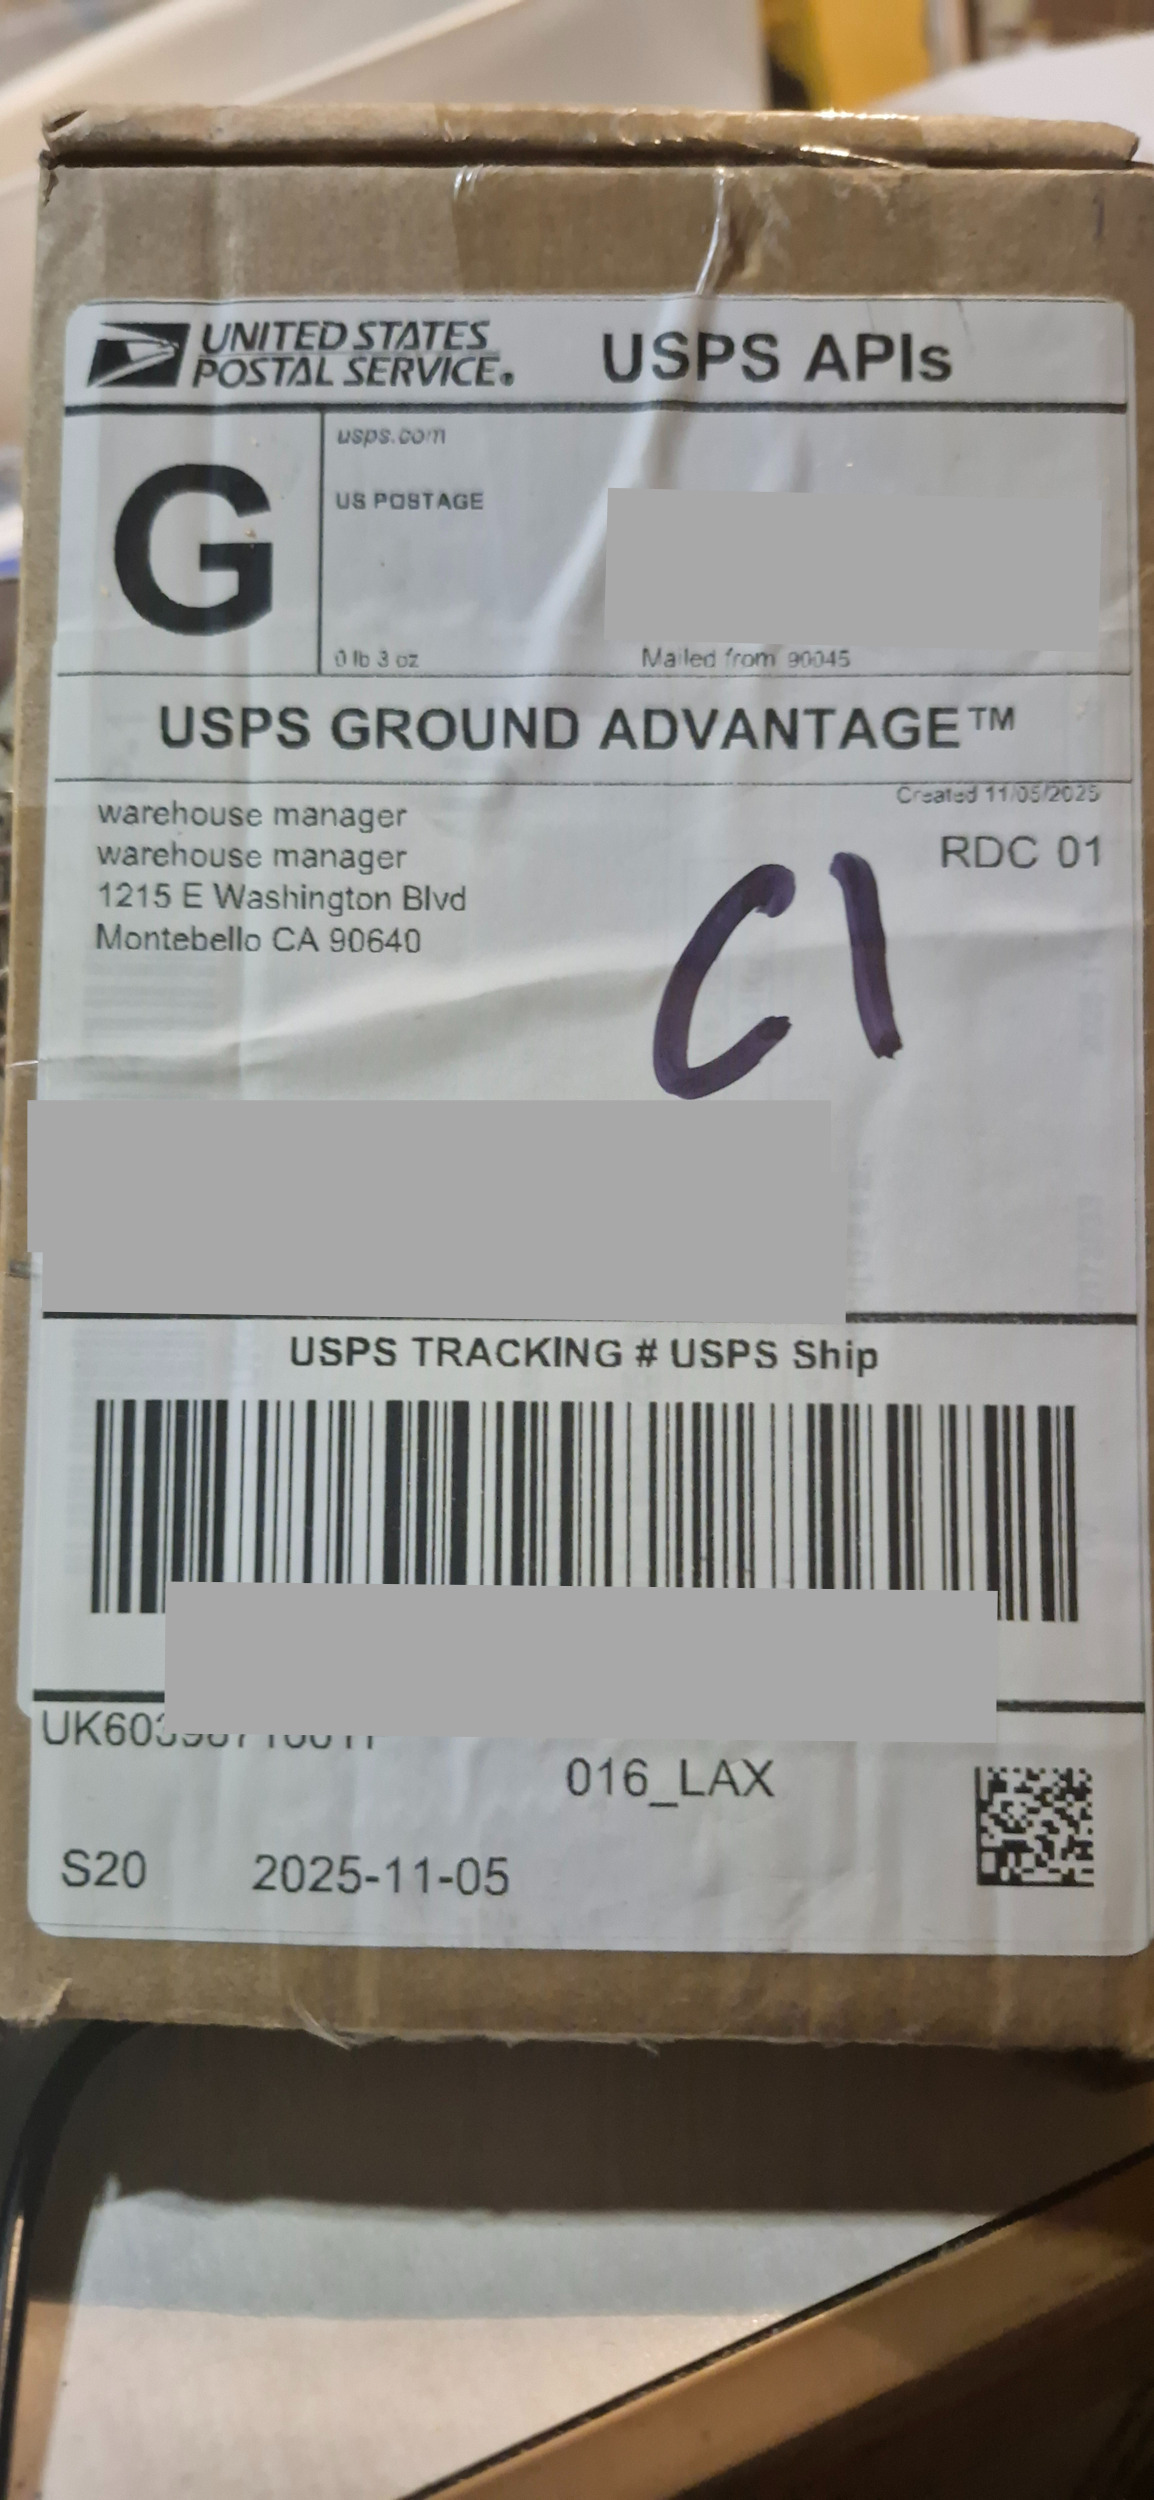 UNITED STATES
POSTAL SERVICE.
USPS APIs
G
usps.com
US POSTAGE
0 lb 3 oz
Mailed from 90045
USPS GROUND ADVANTAGE™
Created 11/05/2025
warehouse manager
warehouse manager
1215 E Washington Blvd
Montebello CA 90640
RDC 01
C1
USPS TRACKING # USPS Ship
016_LAX
S20 2025-11-05